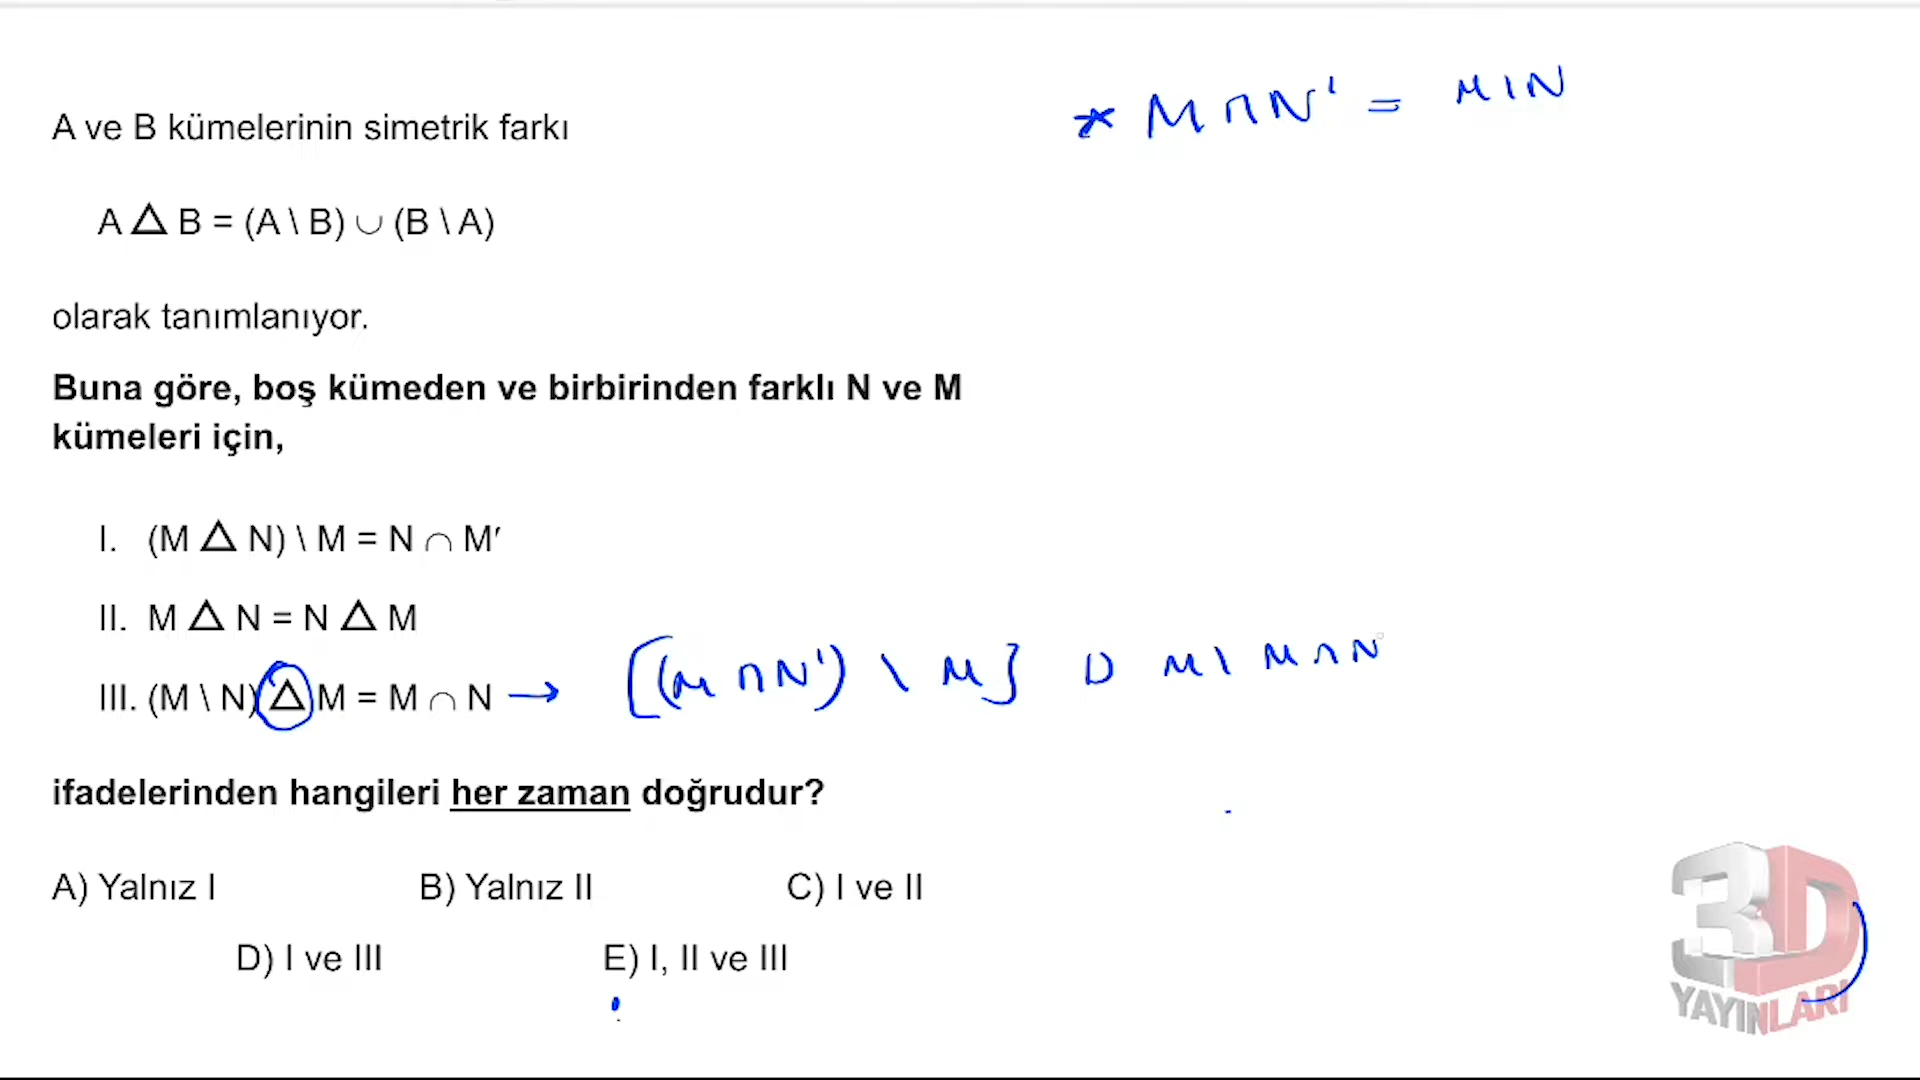 A ve B kümelerinin simetrik farkı
* M ∩ N' = M \ N
A △ B = (A \ B) ∪ (B \ A)
olarak tanımlanıyor.
Buna göre, boş kümeden ve birbirinden farklı N ve M
kümeleri için,
I. (M △ N) \ M = N ∩ M′
II. M △ N = N △ M
III. (M \ N) △ M = M ∩ N → [(M ∩ N') \ M] ∪ M \ M ∩ N'
ifadelerinden hangileri her zaman doğrudur?
A) Yalnız I B) Yalnız II C) I ve II
D) I ve III E) I, II ve III
3D
YAYINLARI